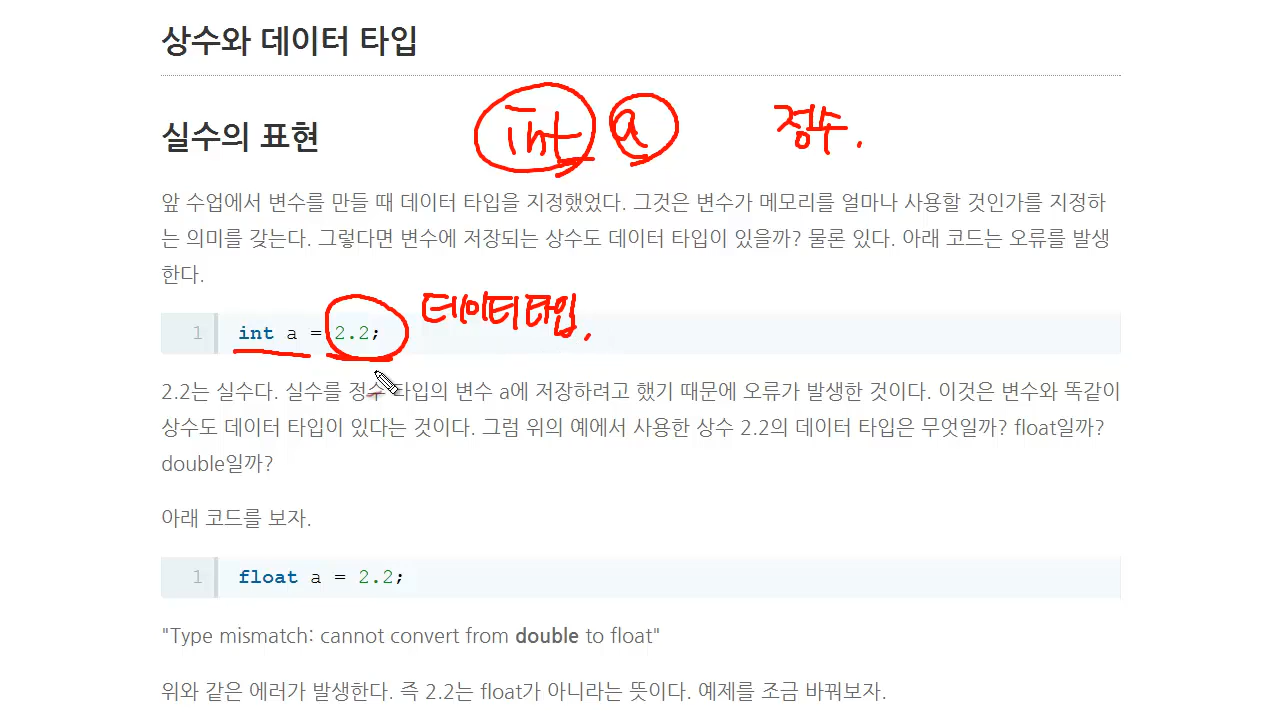 상수와 데이터 타입
실수의 표현
int a 정수.
앞 수업에서 변수를 만들 때 데이터 타입을 지정했었다. 그것은 변수가 메모리를 얼마나 사용할 것인가를 지정하
는 의미를 갖는다. 그렇다면 변수에 저장되는 상수도 데이터 타입이 있을까? 물론 있다. 아래 코드는 오류를 발생
한다.
데이터타입.
1 int a = 2.2;
2.2는 실수다. 실수를 정수 타입의 변수 a에 저장하려고 했기 때문에 오류가 발생한 것이다. 이것은 변수와 똑같이
상수도 데이터 타입이 있다는 것이다. 그럼 위의 예에서 사용한 상수 2.2의 데이터 타입은 무엇일까? float일까?
double일까?
아래 코드를 보자.
1 float a = 2.2;
"Type mismatch: cannot convert from double to float"
위와 같은 에러가 발생한다. 즉 2.2는 float가 아니라는 뜻이다. 예제를 조금 바꿔보자.